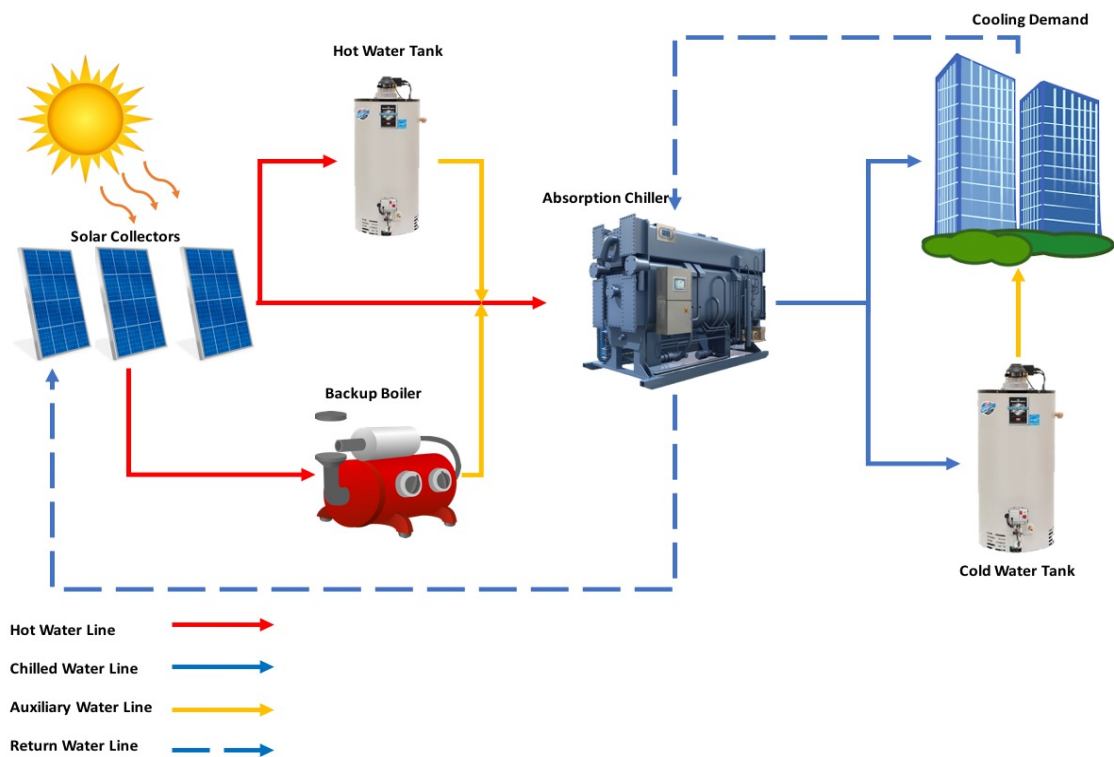 Cooling Demand
Hot Water Tank
Absorption Chiller
Solar Collectors
Backup Boiler
Cold Water Tank
Hot Water Line
Chilled Water Line
Auxiliary Water Line
Return Water Line